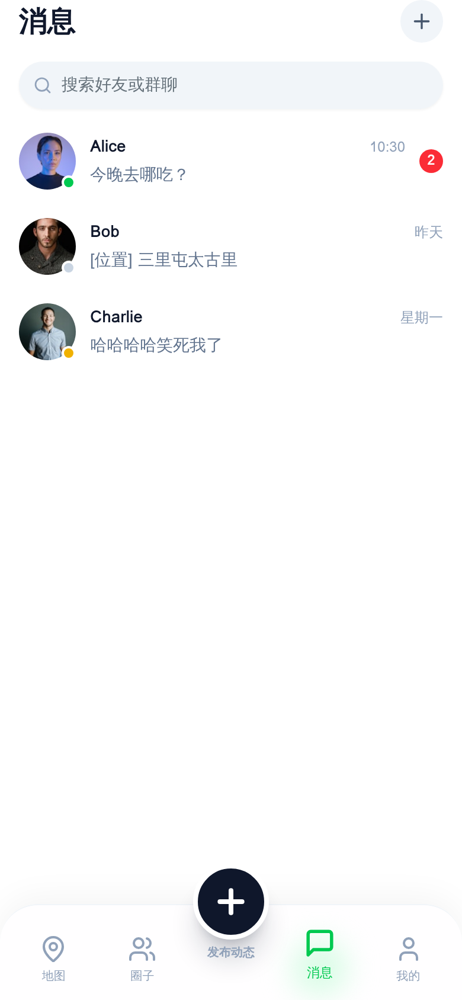 消息
搜索好友或群聊
Alice
10:30
2
今晚去哪吃？
Bob
昨天
[位置] 三里屯太古里
Charlie
星期一
哈哈哈哈笑死我了
地图
圈子
发布动态
消息
我的